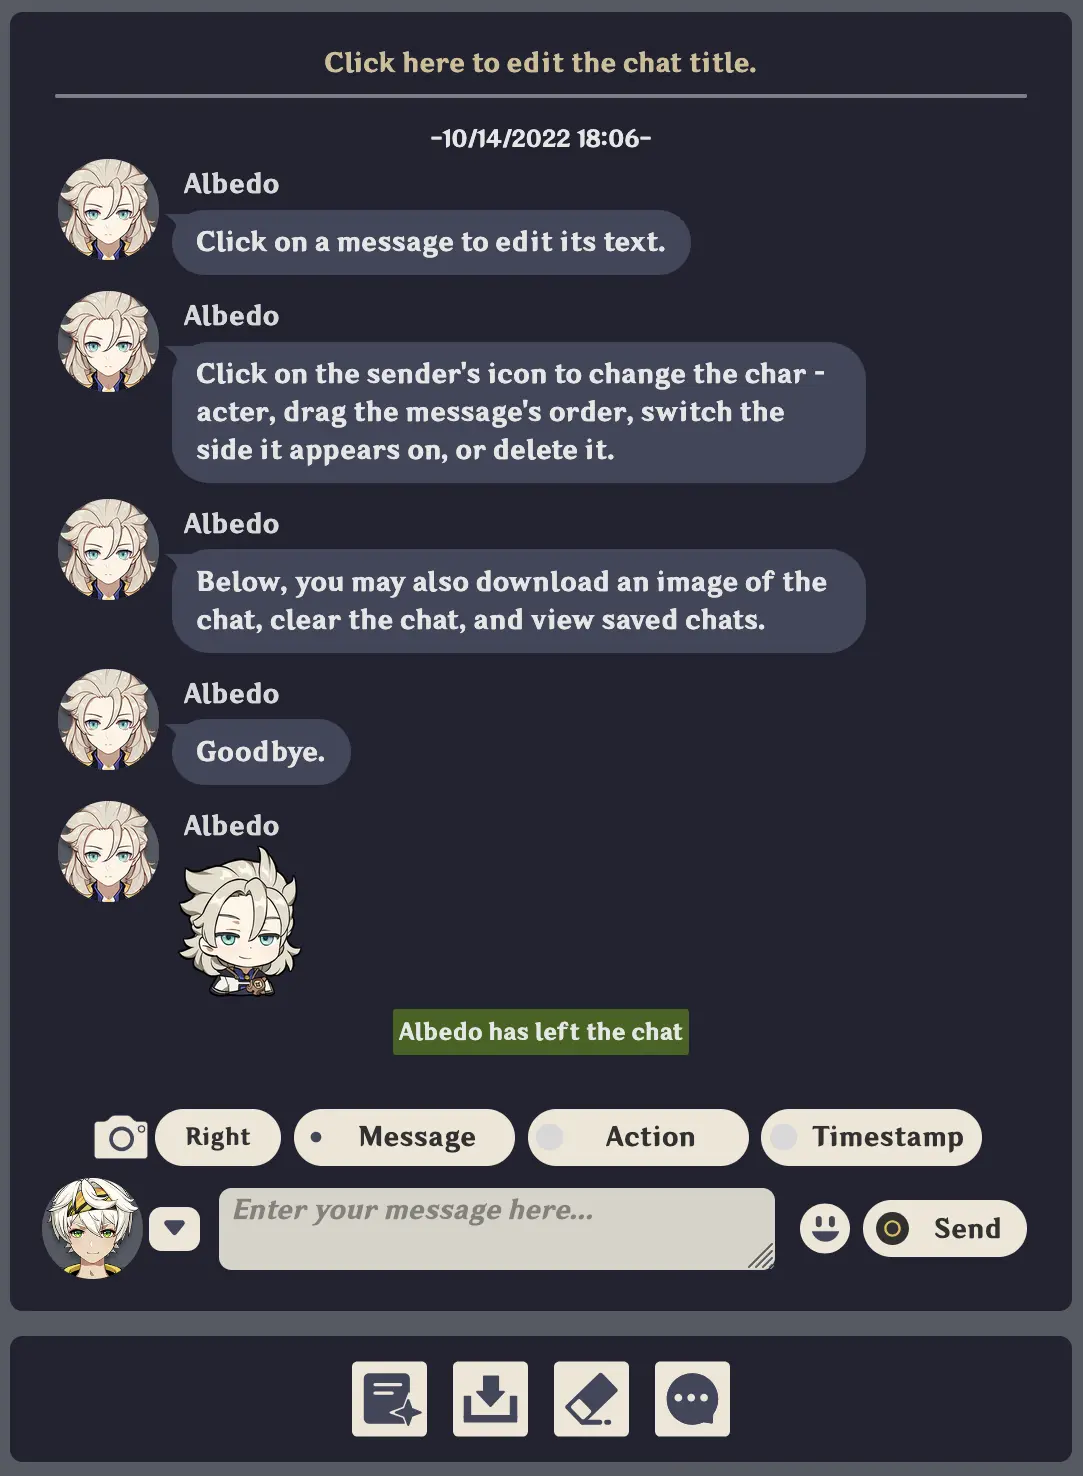 Click here to edit the chat title.
-10/14/2022 18:06-
Albedo
Click on a message to edit its text.
Albedo
Click on the sender's icon to change the char -
acter, drag the message's order, switch the
side it appears on, or delete it.
Albedo
Below, you may also download an image of the
chat, clear the chat, and view saved chats.
Albedo
Goodbye.
Albedo
Albedo has left the chat
Right Message Action Timestamp
Enter your message here... Send